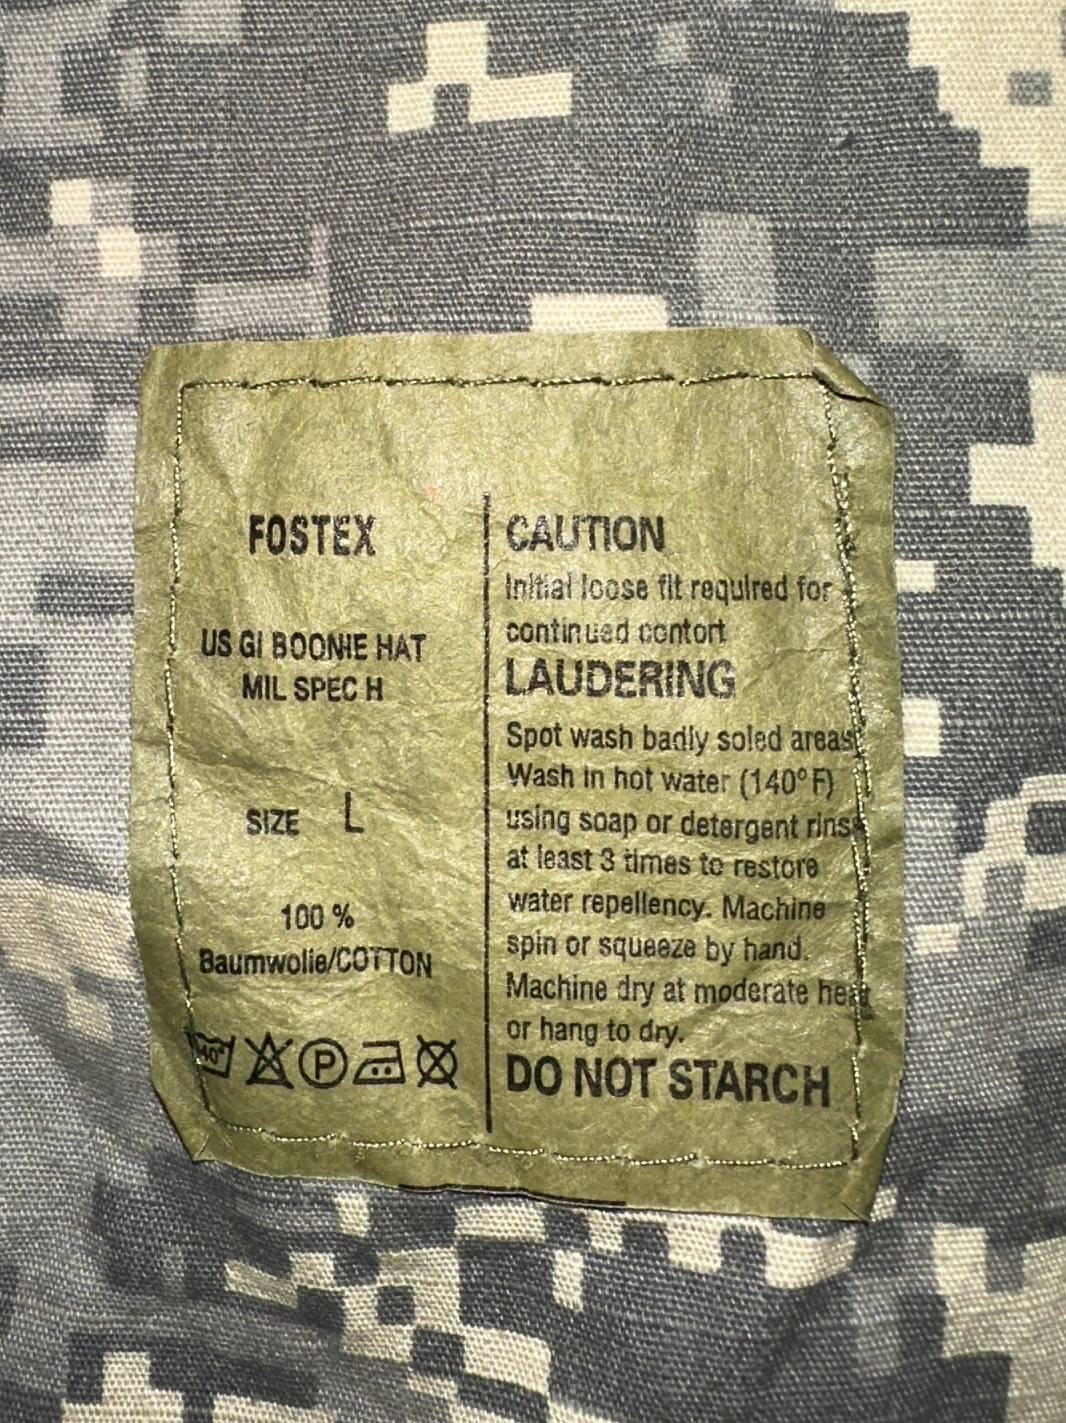 FOSTEX
US GI BOONIE HAT
MIL SPEC H
SIZE L
100 %
Baumwolie/COTTON
40°
P
CAUTION
Initial loose fit required for
continued contort
LAUDERING
Spot wash badly soled areas
Wash in hot water (140° F)
using soap or detergent rinse
at least 3 times to restore
water repellency. Machine
spin or squeeze by hand.
Machine dry at moderate heat
or hang to dry.
DO NOT STARCH